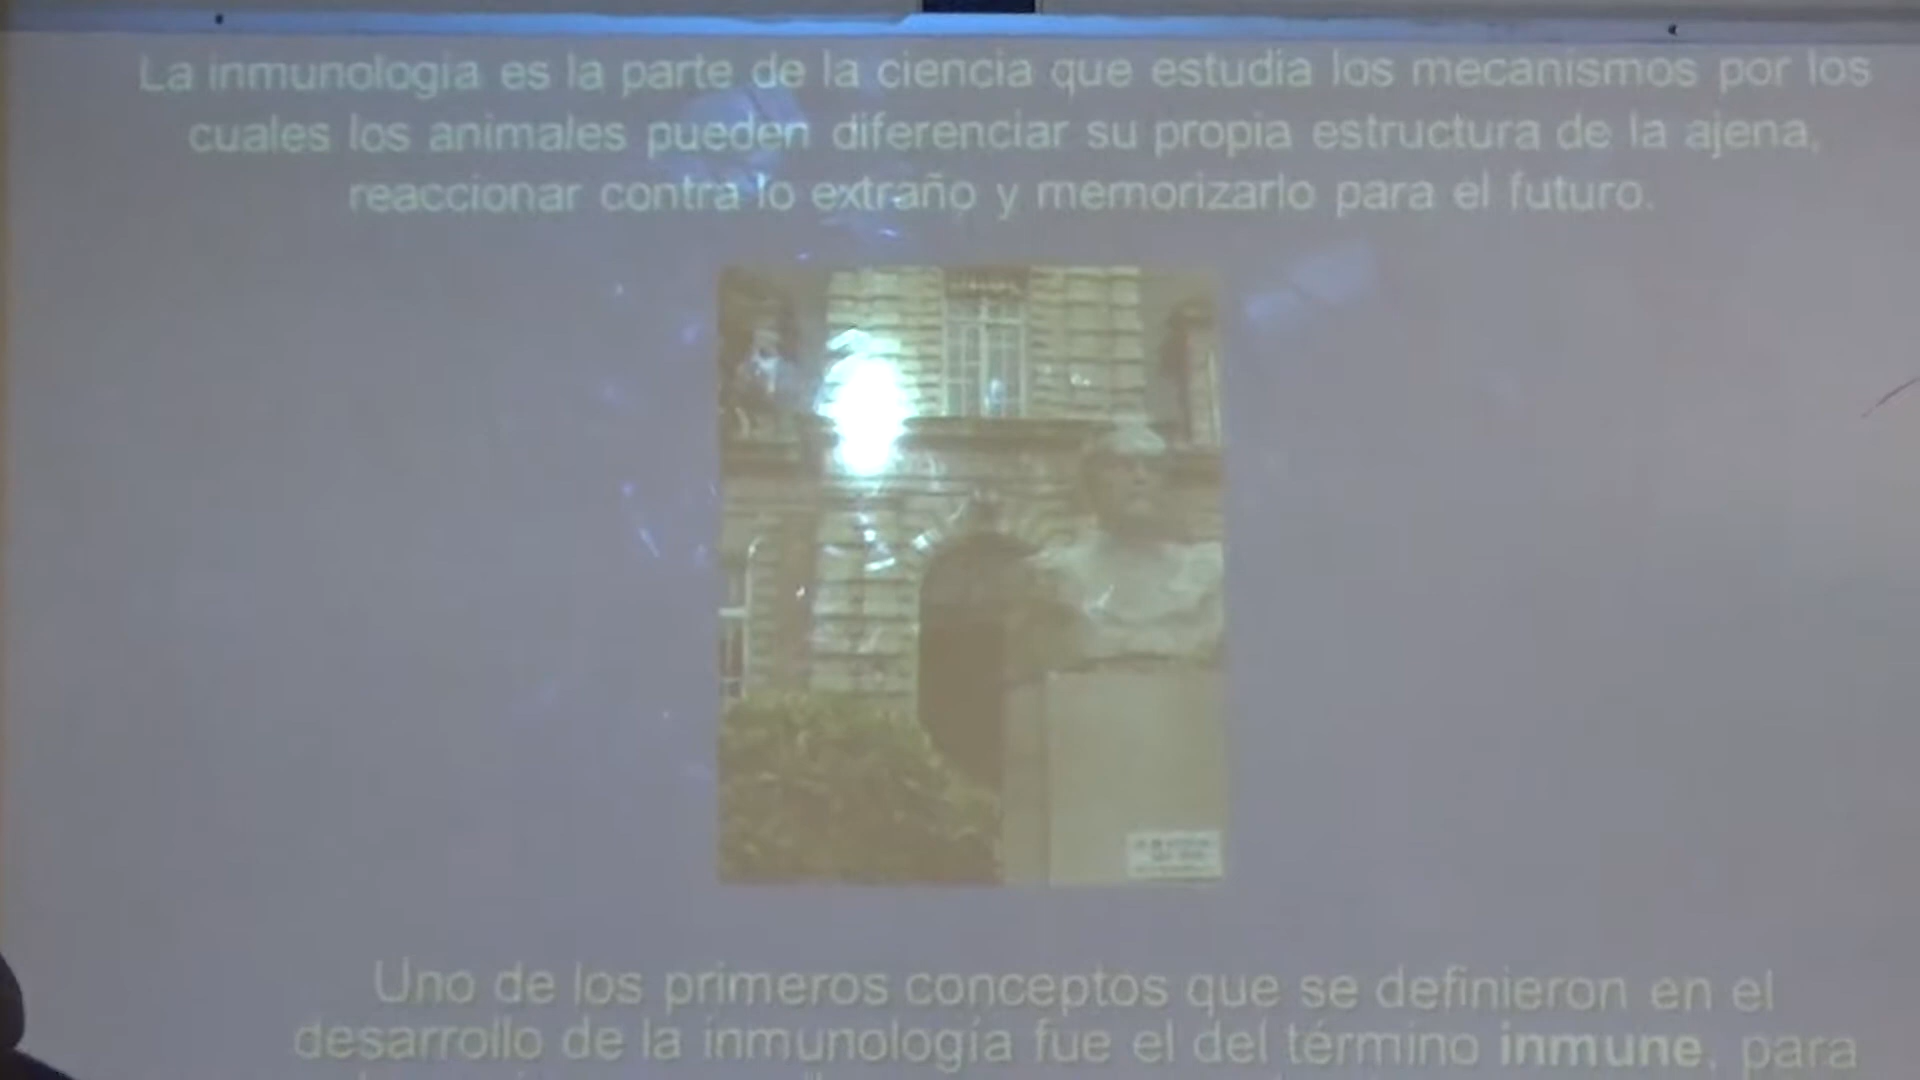 La inmunología es la parte de la ciencia que estudia los mecanismos por los
cuales los animales pueden diferenciar su propia estructura de la ajena,
reaccionar contra lo extraño y memorizarlo para el futuro.
Uno de los primeros conceptos que se definieron en el
desarrollo de la inmunología fue el del término inmune, para